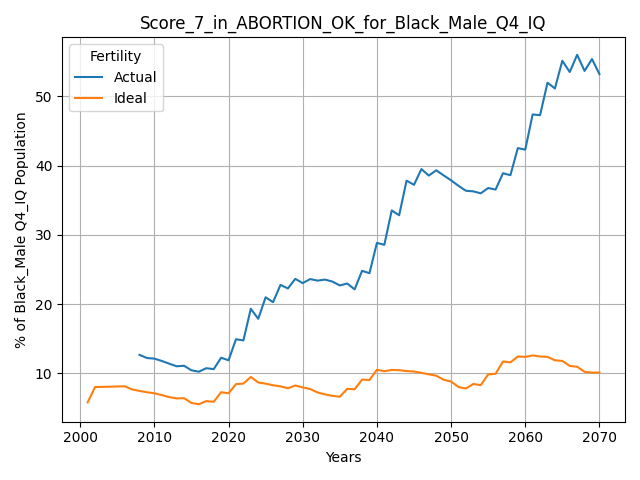 Score_7_in_ABORTION_OK_for_Black_Male_Q4_IQ
Fertility
Actual
Ideal
% of Black_Male Q4_IQ Population
50
40
30
20
10
2000 2010 2020 2030 2040 2050 2060 2070
Years